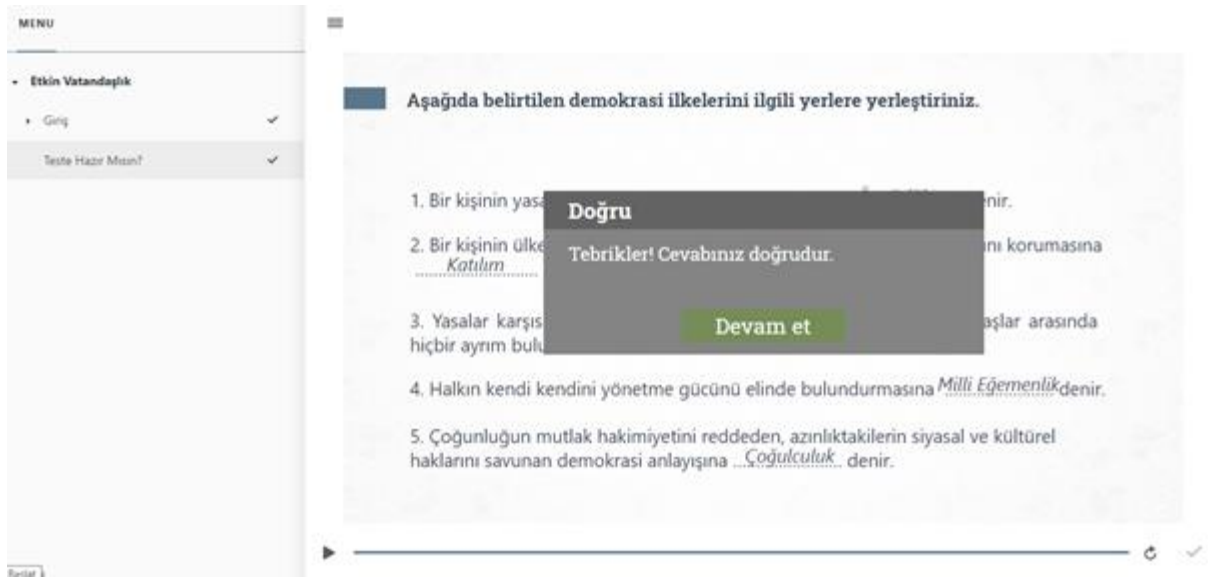 MENU
Etkin Vatandaşlık
Giriş
Teste Hazır Mısın?
Aşağıda belirtilen demokrasi ilkelerini ilgili yerlere yerleştiriniz.
1. Bir kişinin yasa nir.
2. Bir kişinin ülke nı korumasına
Katılım
3. Yasalar karşıs aşlar arasında
hiçbir ayrım bulu
4. Halkın kendi kendini yönetme gücünü elinde bulundurmasına Milli Eğemenlik denir.
5. Çoğunluğun mutlak hakimiyetini reddeden, azınlıktakilerin siyasal ve kültürel
haklarını savunan demokrasi anlayışına Çoğulculuk denir.
Doğru
Tebrikler! Cevabınız doğrudur.
Devam et